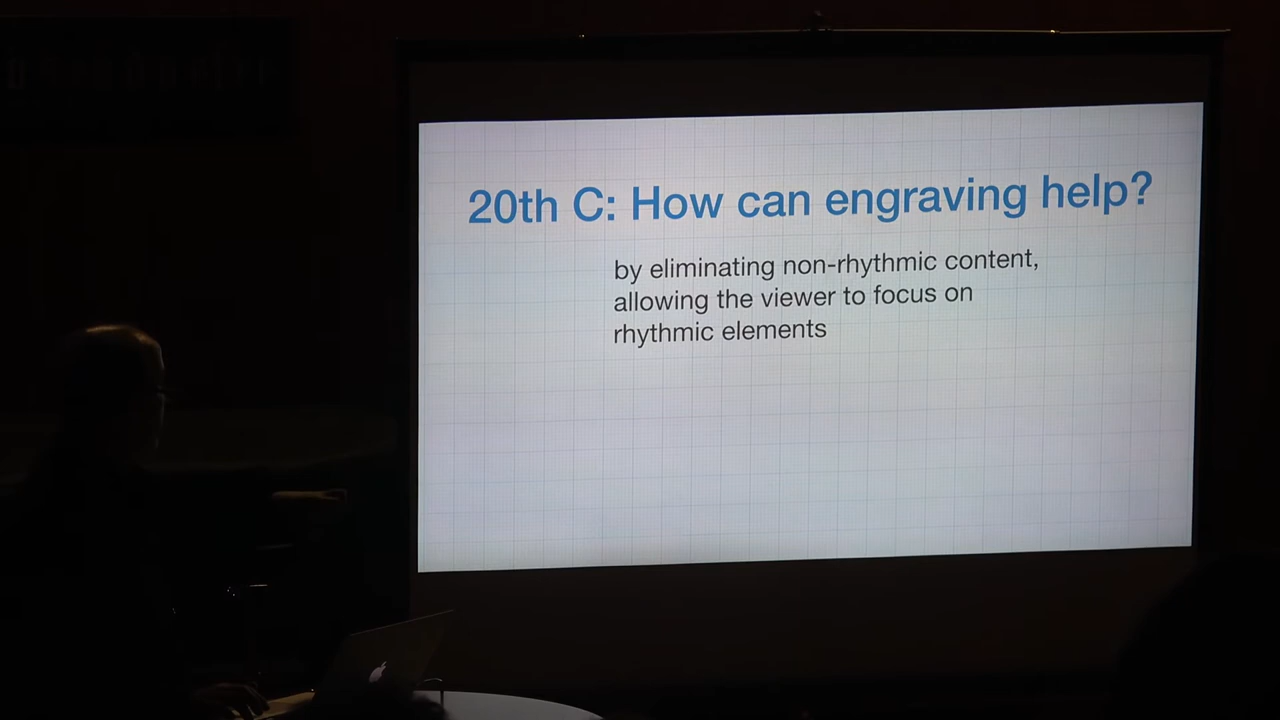 20th C: How can engraving help?
by eliminating non-rhythmic content,
allowing the viewer to focus on
rhythmic elements